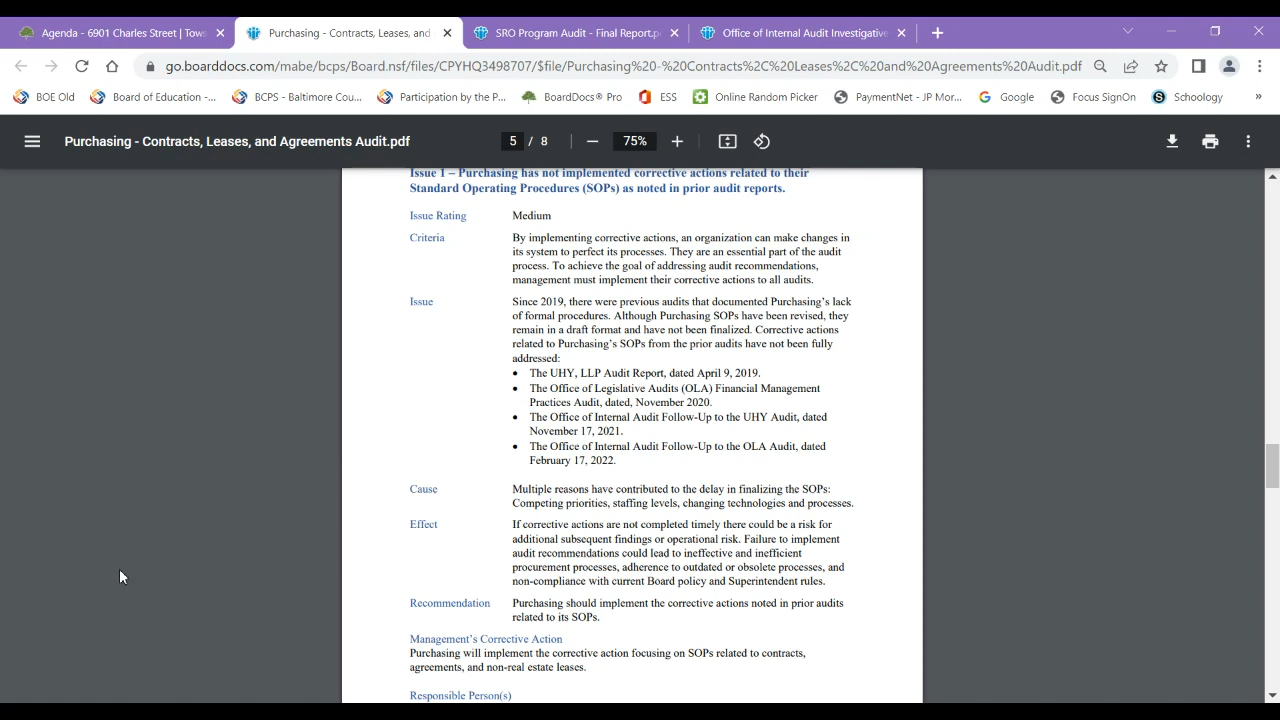 Agenda - 6901 Charles Street | Tows
Purchasing - Contracts, Leases, and
SRO Program Audit - Final Report.p
Office of Internal Audit Investigative
go.boarddocs.com/mabe/bcps/Board.nsf/files/CPYHQ3498707/$file/Purchasing%20-%20Contracts%2C%20Leases%2C%20and%20Agreements%20Audit.pdf
BOE Old
Board of Education -...
BCPS - Baltimore Cou...
Participation by the P...
BoardDocs® Pro
ESS
Online Random Picker
PaymentNet - JP Mor...
Google
Focus SignOn
Schoology
»
Purchasing - Contracts, Leases, and Agreements Audit.pdf
5 / 8
75%
Issue 1 – Purchasing has not implemented corrective actions related to their
Standard Operating Procedures (SOPs) as noted in prior audit reports.
Issue Rating Medium
Criteria By implementing corrective actions, an organization can make changes in
its system to perfect its processes. They are an essential part of the audit
process. To achieve the goal of addressing audit recommendations,
management must implement their corrective actions to all audits.
Issue Since 2019, there were previous audits that documented Purchasing's lack
of formal procedures. Although Purchasing SOPs have been revised, they
remain in a draft format and have not been finalized. Corrective actions
related to Purchasing's SOPs from the prior audits have not been fully
addressed:
• The UHY, LLP Audit Report, dated April 9, 2019.
• The Office of Legislative Audits (OLA) Financial Management
Practices Audit, dated, November 2020.
• The Office of Internal Audit Follow-Up to the UHY Audit, dated
November 17, 2021.
• The Office of Internal Audit Follow-Up to the OLA Audit, dated
February 17, 2022.
Cause Multiple reasons have contributed to the delay in finalizing the SOPs:
Competing priorities, staffing levels, changing technologies and processes.
Effect If corrective actions are not completed timely there could be a risk for
additional subsequent findings or operational risk. Failure to implement
audit recommendations could lead to ineffective and inefficient
procurement processes, adherence to outdated or obsolete processes, and
non-compliance with current Board policy and Superintendent rules.
Recommendation Purchasing should implement the corrective actions noted in prior audits
related to its SOPs.
Management's Corrective Action
Purchasing will implement the corrective action focusing on SOPs related to contracts,
agreements, and non-real estate leases.
Responsible Person(s)